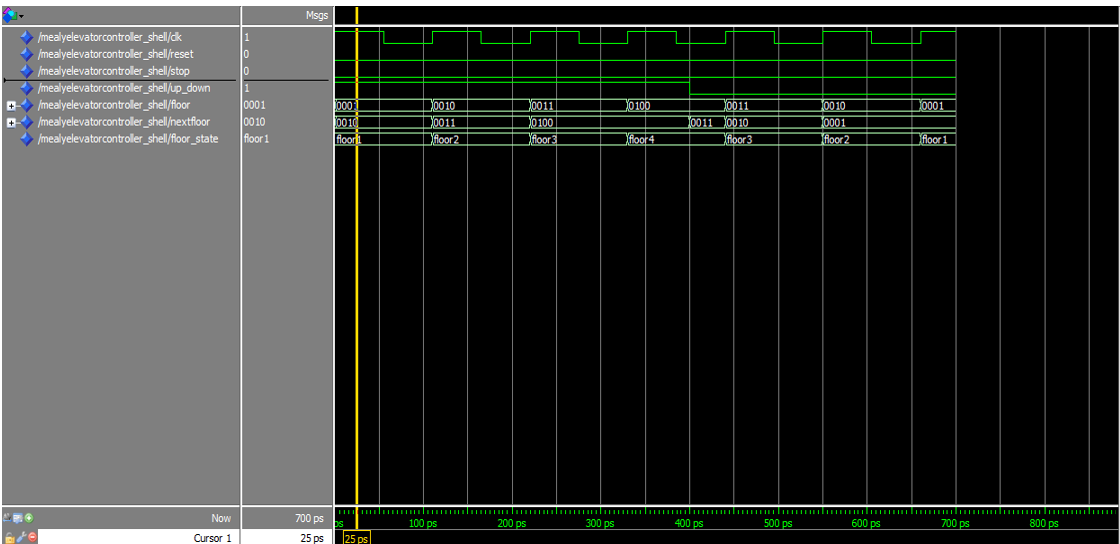 Msgs
/mealyelevatorcontroller_shell/clk 1
/mealyelevatorcontroller_shell/reset 0
/mealyelevatorcontroller_shell/stop 0
/mealyelevatorcontroller_shell/up_down 1
/mealyelevatorcontroller_shell/floor 0001 0001 0010 0011 0100 0011 0010 0001
/mealyelevatorcontroller_shell/nextfloor 0010 0010 0011 0100 0011 0010 0001
/mealyelevatorcontroller_shell/floor_state floor1 floor1 floor2 floor3 floor4 floor3 floor2 floor1
Now 700 ps ps 100 ps 200 ps 300 ps 400 ps 500 ps 600 ps 700 ps 800 ps
Cursor 1 25 ps 25 ps